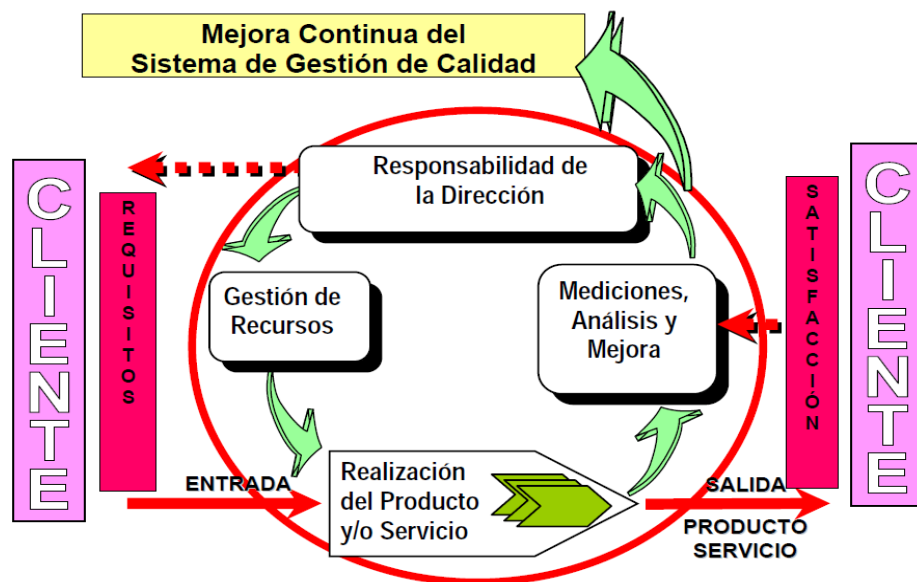 Mejora Continua del
Sistema de Gestión de Calidad
CLIENTE
REQUISITOS
Responsabilidad de
la Dirección
Gestión de
Recursos
Mediciones,
Análisis y
Mejora
SATISFACCIÓN
CLIENTE
ENTRADA
Realización
del Producto
y/o Servicio
SALIDA
PRODUCTO
SERVICIO